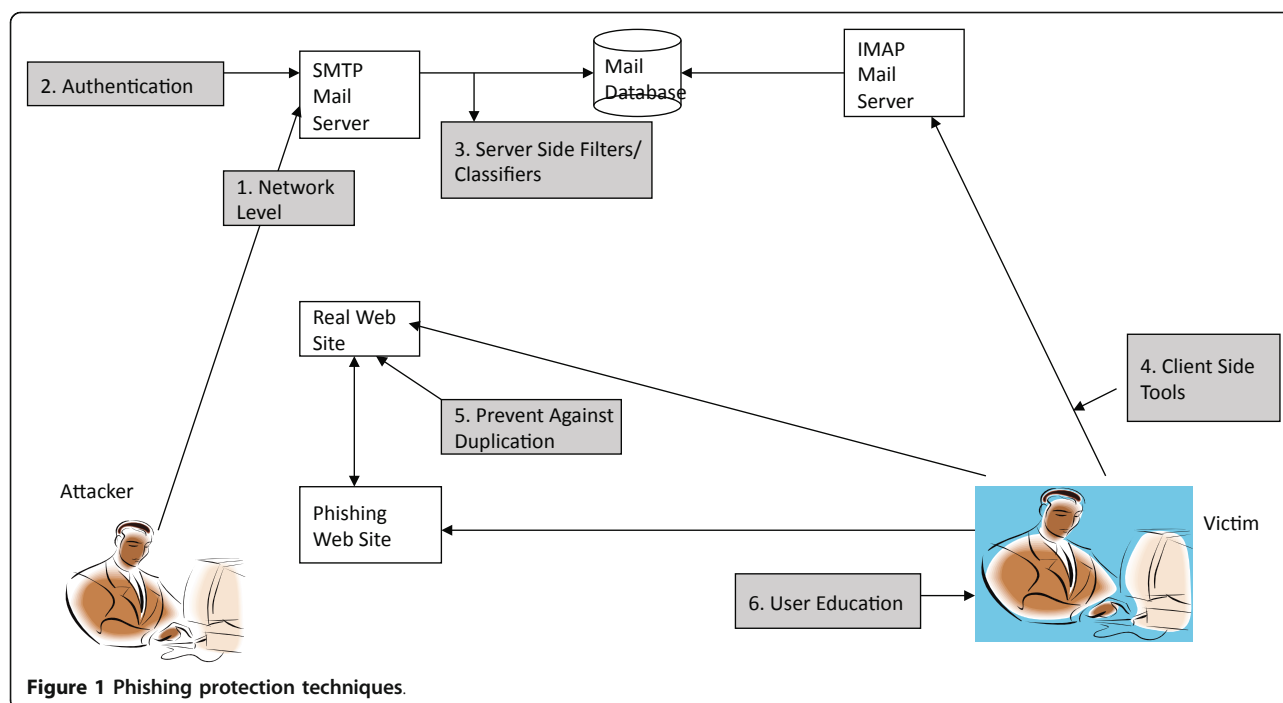 2. Authentication
SMTP
Mail
Server
Mail
Database
IMAP
Mail
Server
3. Server Side Filters/
Classifiers
1. Network
Level
Real Web
Site
4. Client Side
Tools
5. Prevent Against
Duplication
Attacker
Phishing
Web Site
Victim
6. User Education
Figure 1 Phishing protection techniques.